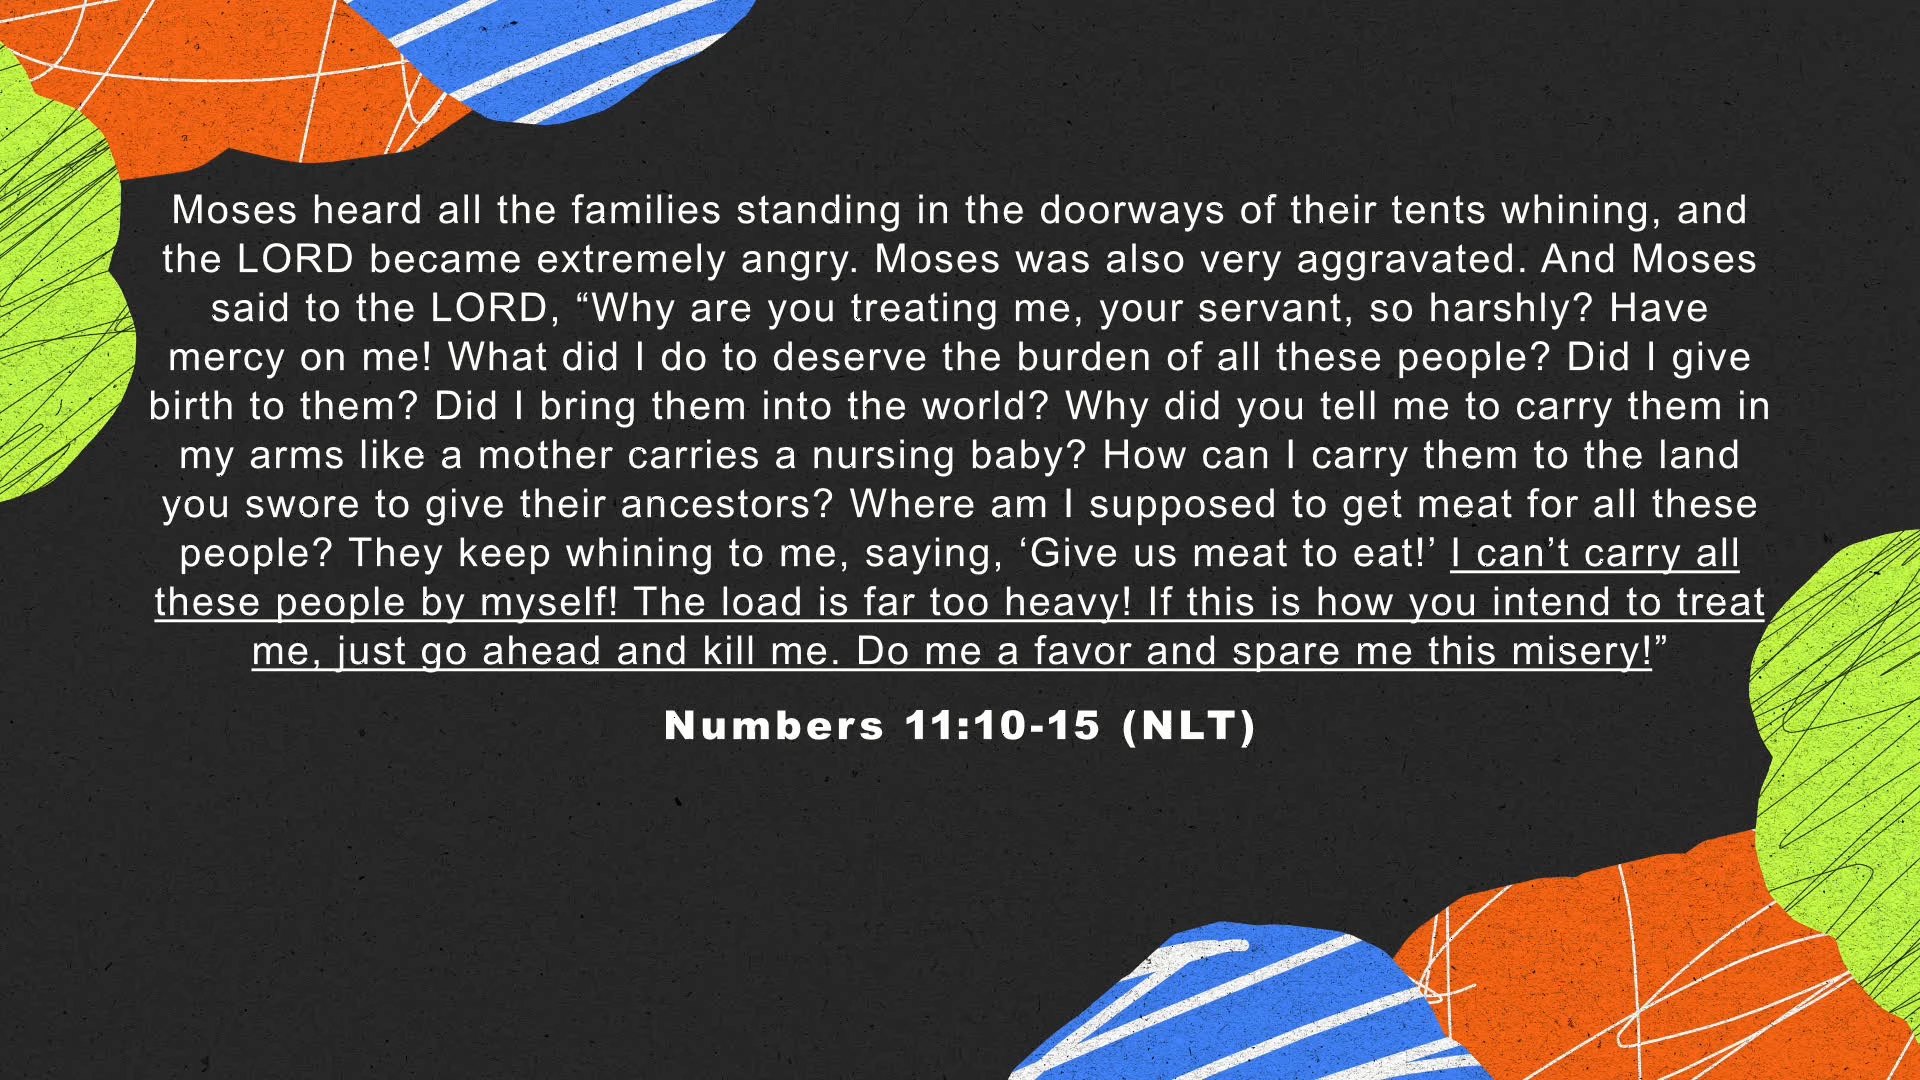 Moses heard all the families standing in the doorways of their tents whining, and
the LORD became extremely angry. Moses was also very aggravated. And Moses
said to the LORD, “Why are you treating me, your servant, so harshly? Have
mercy on me! What did I do to deserve the burden of all these people? Did I give
birth to them? Did I bring them into the world? Why did you tell me to carry them in
my arms like a mother carries a nursing baby? How can I carry them to the land
you swore to give their ancestors? Where am I supposed to get meat for all these
people? They keep whining to me, saying, ‘Give us meat to eat!’ I can’t carry all
these people by myself! The load is far too heavy! If this is how you intend to treat
me, just go ahead and kill me. Do me a favor and spare me this misery!”
Numbers 11:10-15 (NLT)